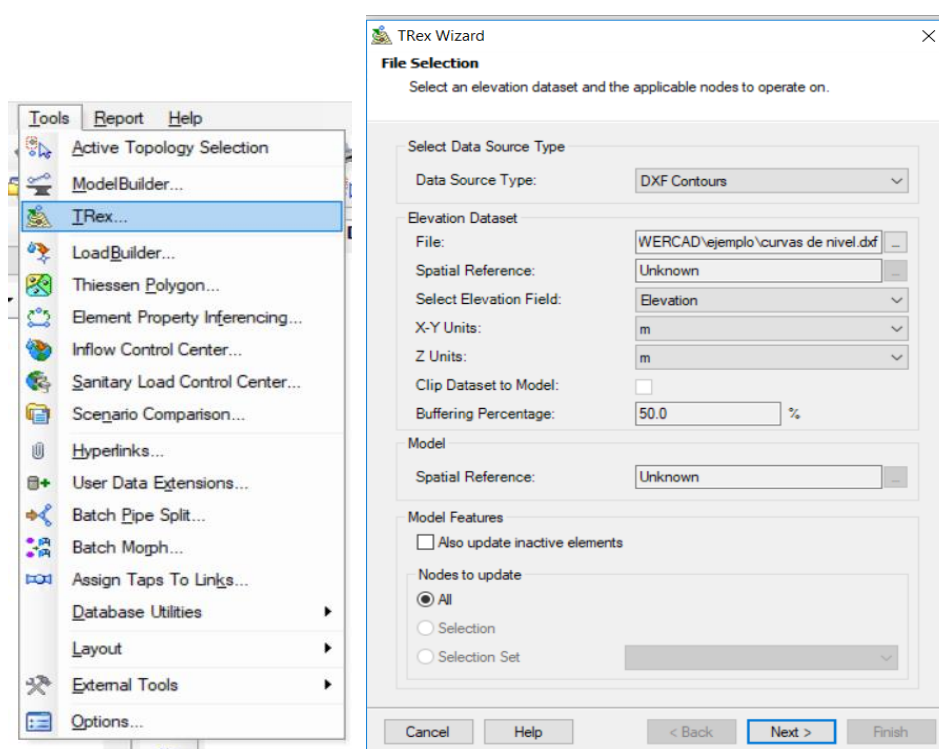 Tools Report Help
Active Topology Selection
ModelBuilder...
TRex...
LoadBuilder...
Thiessen Polygon...
Element Property Inferencing...
Inflow Control Center...
Sanitary Load Control Center...
Scenario Comparison...
Hyperlinks...
User Data Extensions...
Batch Pipe Split...
Batch Morph...
Assign Taps To Links...
Database Utilities
Layout
External Tools
Options...
TRex Wizard
File Selection
Select an elevation dataset and the applicable nodes to operate on.
Select Data Source Type
Data Source Type: DXF Contours
Elevation Dataset
File: WERCAD\ejemplo\curvas de nivel.dxf ...
Spatial Reference: Unknown ...
Select Elevation Field: Elevation
X-Y Units: m
Z Units: m
Clip Dataset to Model:
Buffering Percentage: 50.0 %
Model
Spatial Reference: Unknown ...
Model Features
Also update inactive elements
Nodes to update
All
Selection
Selection Set
Cancel Help < Back Next > Finish